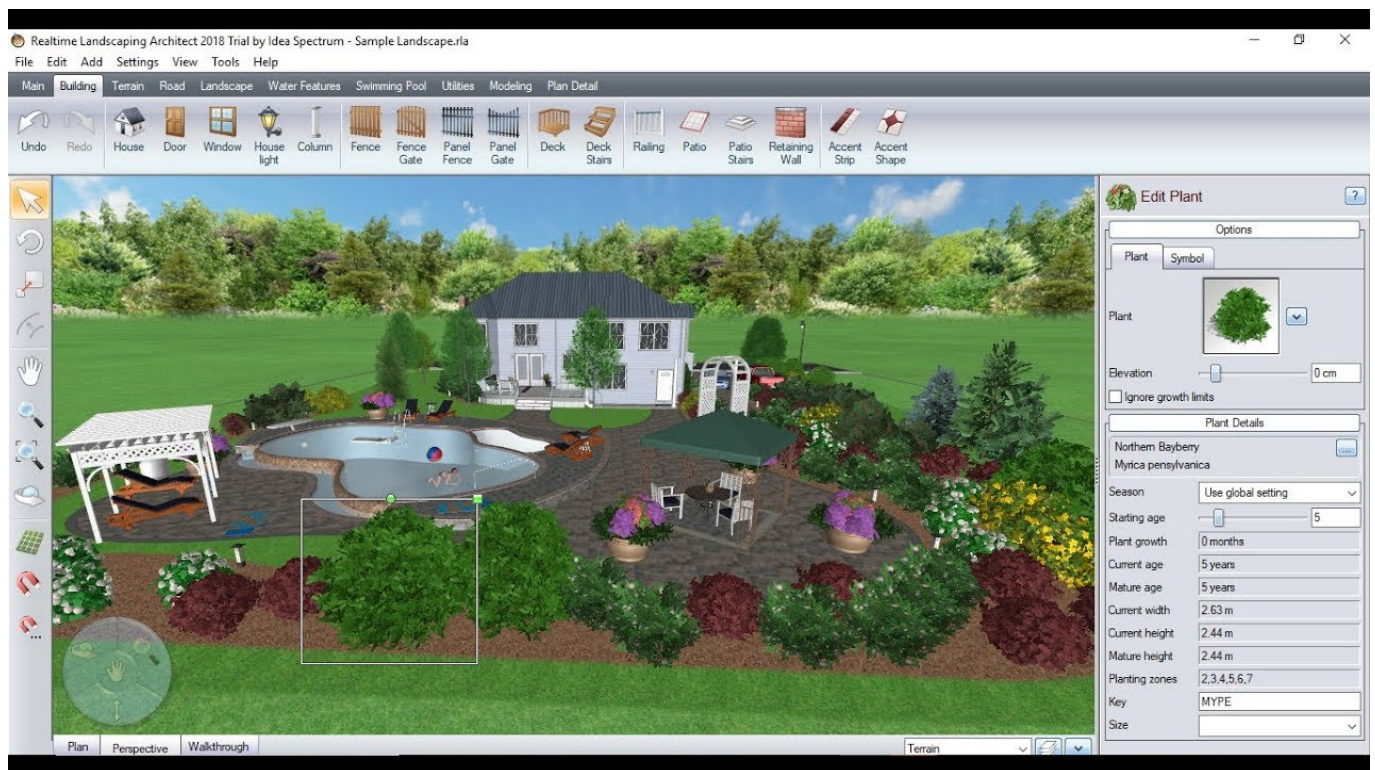 Realtime Landscaping Architect 2018 Trial by Idea Spectrum - Sample Landscape.rla
File Edit Add Settings View Tools Help
Main Building Terrain Road Landscape Water Features Swimming Pool Utilities Modeling Plan Detail
Undo Redo House Door Window House light Column Fence Fence Gate Panel Fence Panel Gate Deck Deck Stairs Railing Patio Patio Stairs Retaining Wall Accent Strip Accent Shape
Edit Plant ?
Options
Plant Symbol
Plant
Elevation 0 cm
Ignore growth limits
Plant Details
Northern Bayberry
Myrica pensylvanica
...
Season Use global setting
Starting age 5
Plant growth 0 months
Current age 5 years
Mature age 5 years
Current width 2.63 m
Current height 2.44 m
Mature height 2.44 m
Planting zones 2,3,4,5,6,7
Key MYPE
Size
Plan Perspective Walkthrough
Terrain